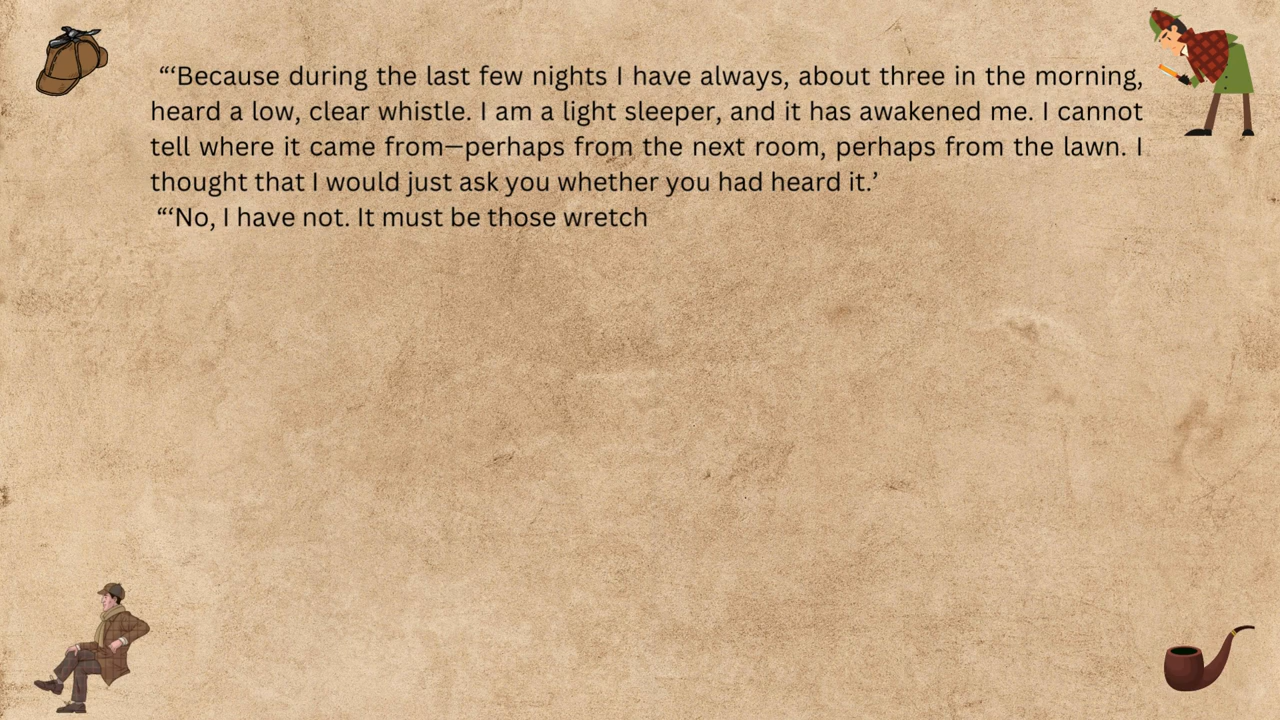 “‘Because during the last few nights I have always, about three in the morning,
heard a low, clear whistle. I am a light sleeper, and it has awakened me. I cannot
tell where it came from—perhaps from the next room, perhaps from the lawn. I
thought that I would just ask you whether you had heard it.’
“‘No, I have not. It must be those wretch